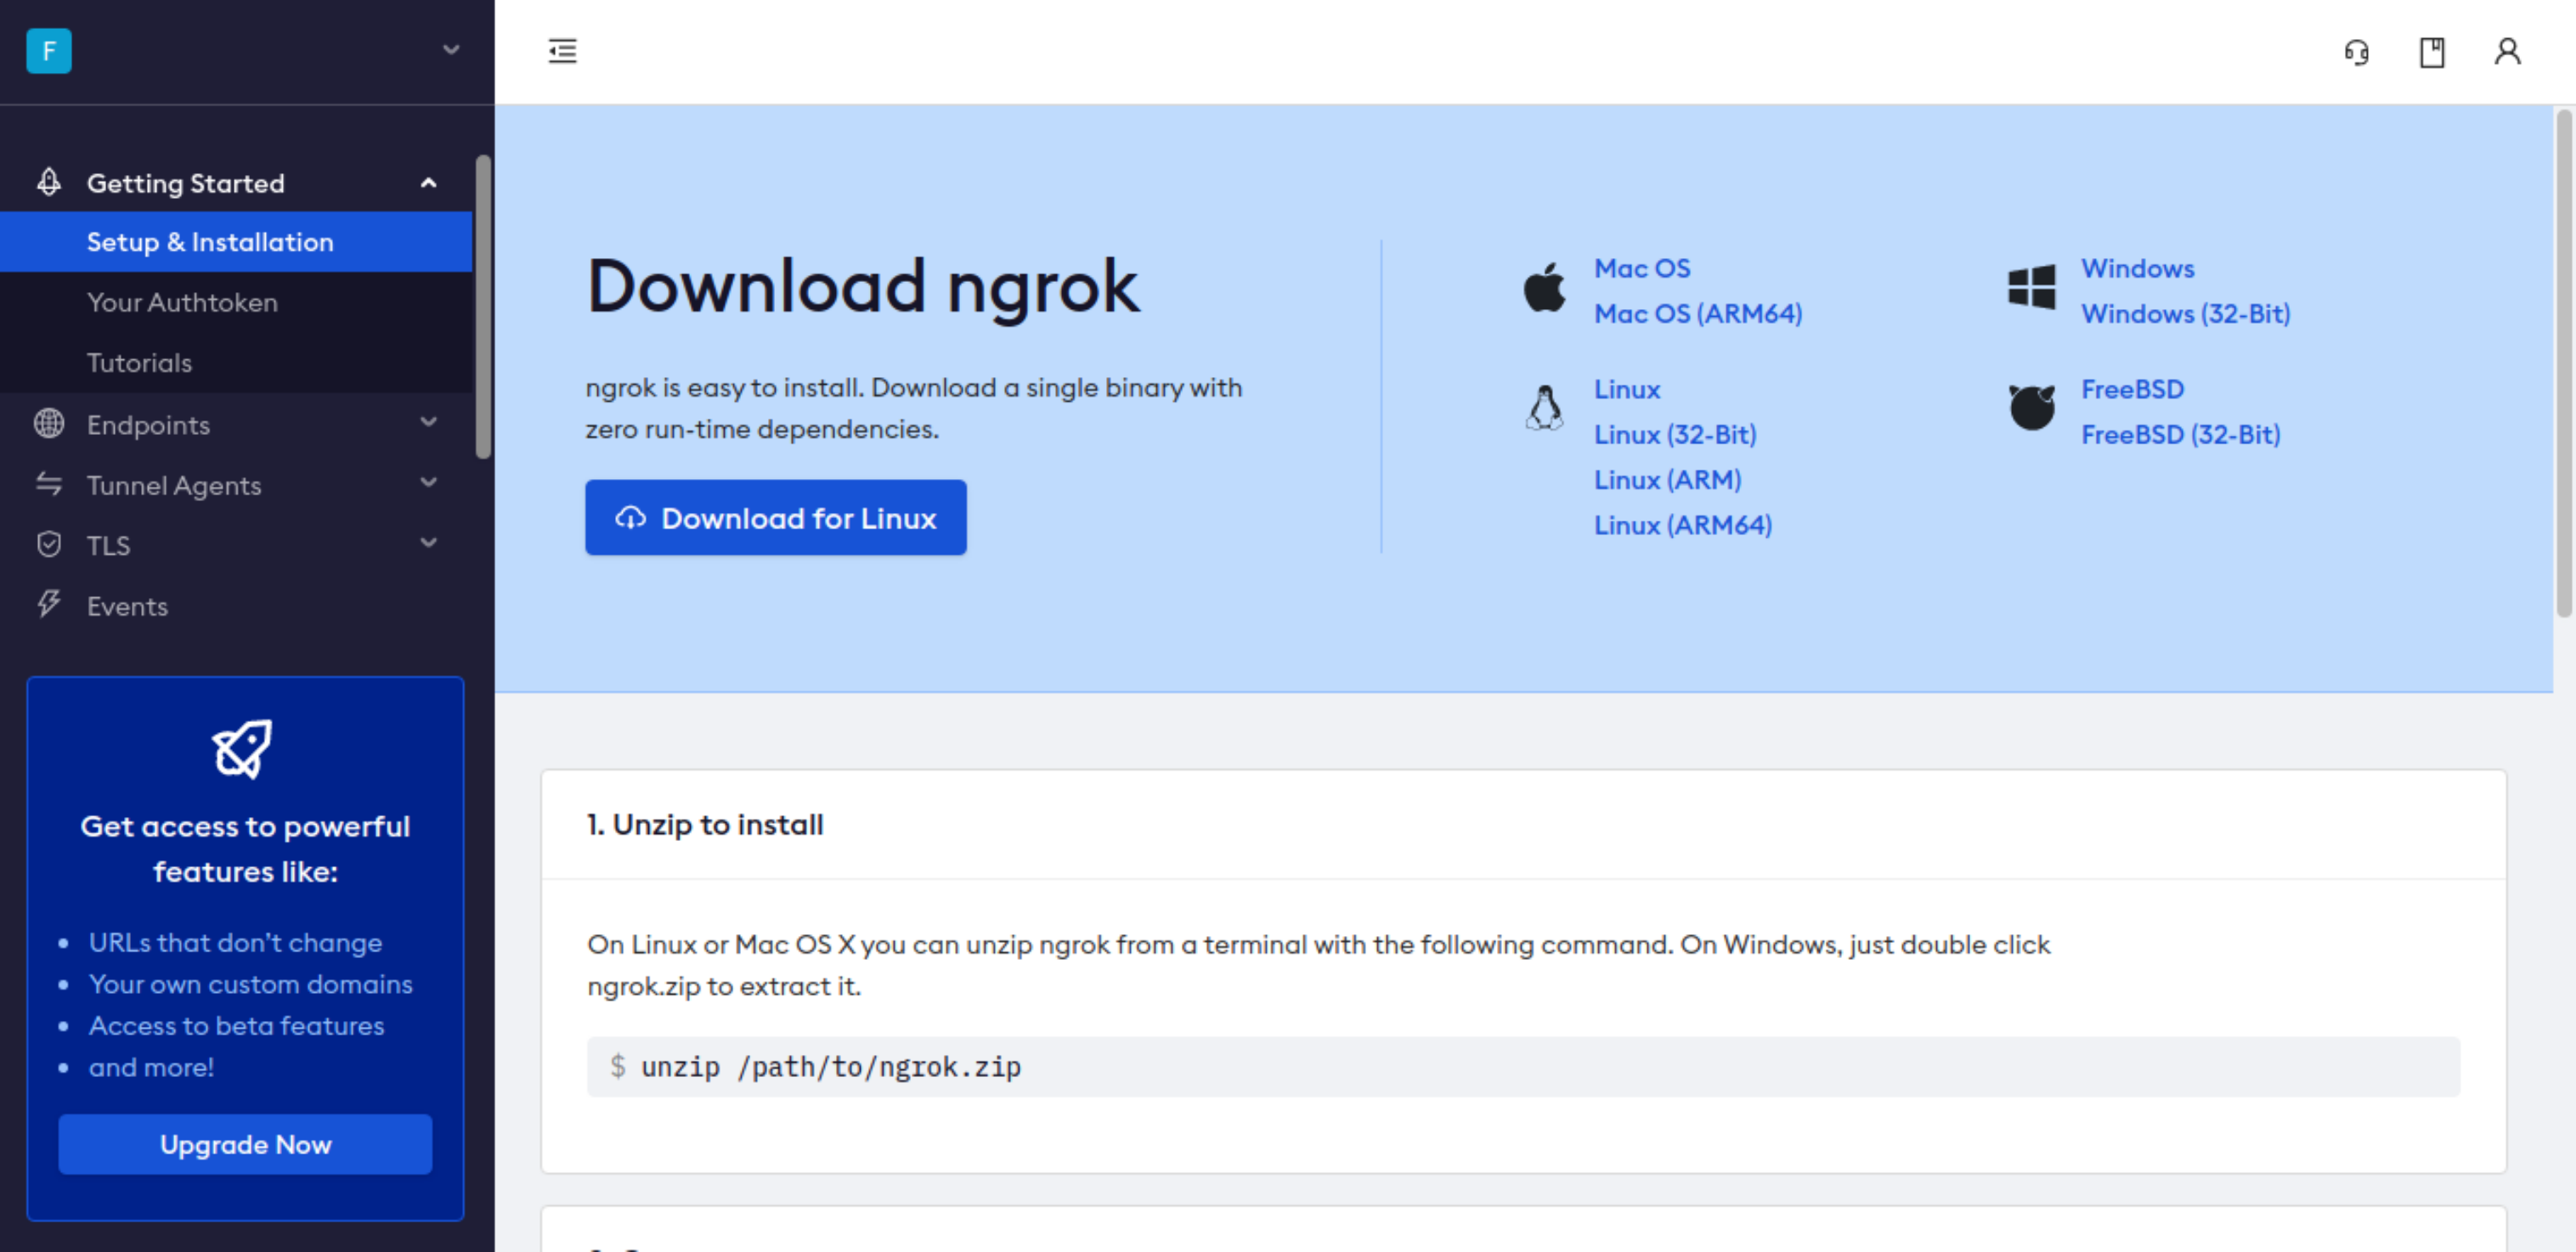 F
Getting Started
Setup & Installation
Your Authtoken
Tutorials
Endpoints
Tunnel Agents
TLS
Events
Get access to powerful
features like:
• URLs that don't change
• Your own custom domains
• Access to beta features
• and more!
Upgrade Now
Download ngrok
ngrok is easy to install. Download a single binary with
zero run-time dependencies.
Download for Linux
Mac OS
Mac OS (ARM64)
Windows
Windows (32-Bit)
Linux
Linux (32-Bit)
Linux (ARM)
Linux (ARM64)
FreeBSD
FreeBSD (32-Bit)
1. Unzip to install
On Linux or Mac OS X you can unzip ngrok from a terminal with the following command. On Windows, just double click
ngrok.zip to extract it.
$ unzip /path/to/ngrok.zip